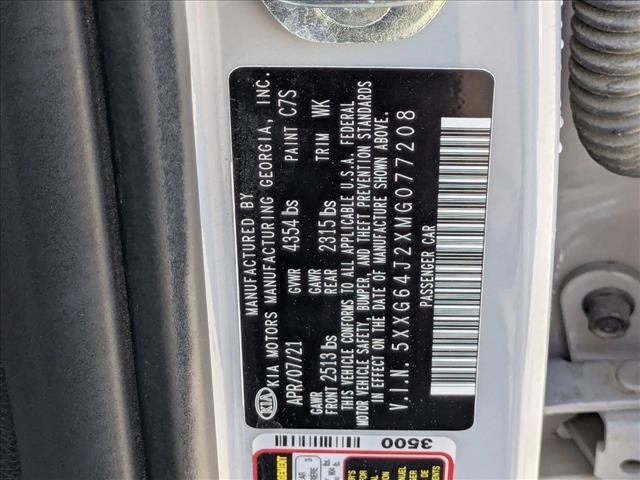 KIA
MANUFACTURED BY
KIA MOTORS MANUFACTURING GEORGIA, INC.
APR/07/21 GVWR 4354 lbs PAINT C7S
GAWR FRONT 2513 lbs GAWR REAR 2315 lbs TRIM WK
THIS VEHICLE CONFORMS TO ALL APPLICABLE U.S.A. FEDERAL
MOTOR VEHICLE SAFETY, BUMPER, AND THEFT PREVENTION STANDARDS
IN EFFECT ON THE DATE OF MANUFACTURE SHOWN ABOVE.
V.I.N. 5XXG64J2XMG077208
PASSENGER CAR
3500